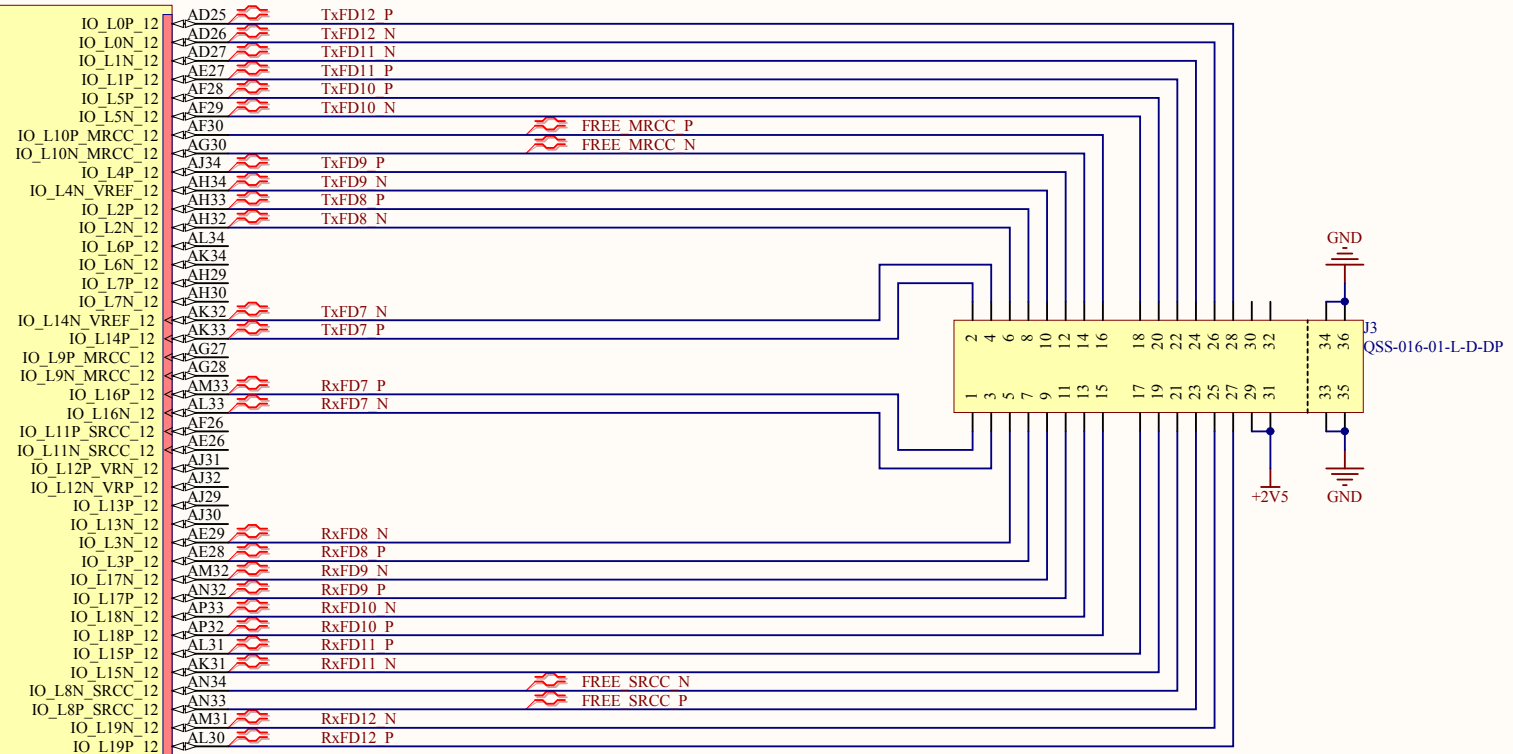 IO_L0P_12 AD25 TxFD12_P
IO_L0N_12 AD26 TxFD12_N
IO_L1N_12 AD27 TxFD11_N
IO_L1P_12 AE27 TxFD11_P
IO_L5P_12 AF28 TxFD10_P
IO_L5N_12 AF29 TxFD10_N
IO_L10P_MRCC_12 AF30 FREE_MRCC_P
IO_L10N_MRCC_12 AG30 FREE_MRCC_N
IO_L4P_12 AJ34 TxFD9_P
IO_L4N_VREF_12 AH34 TxFD9_N
IO_L2P_12 AH33 TxFD8_P
IO_L2N_12 AH32 TxFD8_N
IO_L6P_12 AL34
IO_L6N_12 AK34
IO_L7P_12 AH29
IO_L7N_12 AH30
IO_L14N_VREF_12 AK32 TxFD7_N
IO_L14P_12 AK33 TxFD7_P
IO_L9P_MRCC_12 AG27
IO_L9N_MRCC_12 AG28
IO_L16P_12 AM33 RxFD7_P
IO_L16N_12 AL33 RxFD7_N
IO_L11P_SRCC_12 AF26
IO_L11N_SRCC_12 AE26
IO_L12P_VRN_12 AJ31
IO_L12N_VRP_12 AJ32
IO_L13P_12 AJ29
IO_L13N_12 AJ30
IO_L3N_12 AE29 RxFD8_N
IO_L3P_12 AE28 RxFD8_P
IO_L17N_12 AM32 RxFD9_N
IO_L17P_12 AN32 RxFD9_P
IO_L18N_12 AP33 RxFD10_N
IO_L18P_12 AP32 RxFD10_P
IO_L15P_12 AL31 RxFD11_P
IO_L15N_12 AK31 RxFD11_N
IO_L8N_SRCC_12 AN34 FREE_SRCC_N
IO_L8P_SRCC_12 AN33 FREE_SRCC_P
IO_L19N_12 AM31 RxFD12_N
IO_L19P_12 AL30 RxFD12_P
GND
2 4 6 8 10 12 14 16 18 20 22 24 26 28 30 32 34 36
J3
QSS-016-01-L-D-DP
1 3 5 7 9 11 13 15 17 19 21 23 25 27 29 31 33 35
+2V5 GND